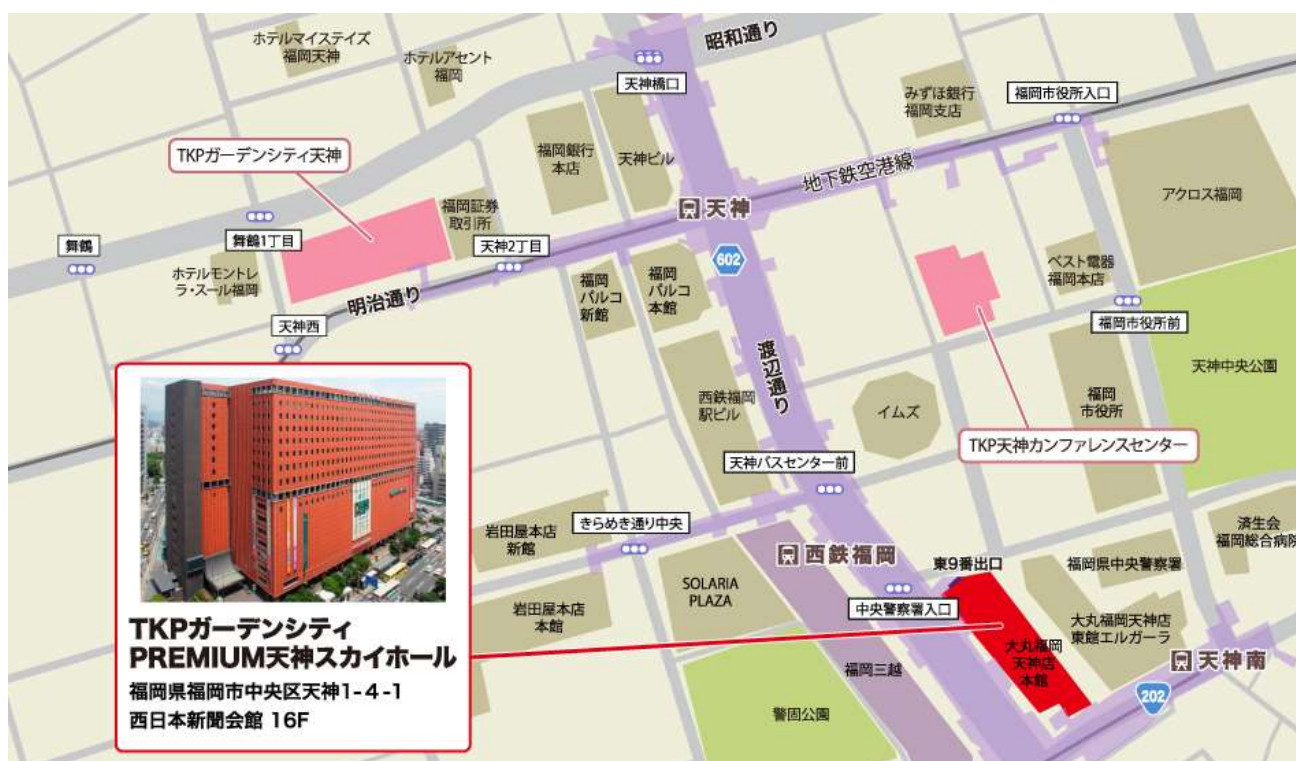 昭和通り
ホテルマイステイズ
福岡天神
ホテルアセント
福岡
天神橋口
みずほ銀行
福岡支店
福岡市役所入口
TKPガーデンシティ天神
福岡銀行
本店
天神ビル
地下鉄空港線
アクロス福岡
福岡証券
取引所
天神
舞鶴
舞鶴1丁目
天神2丁目
602
ホテルモントレ
ラ・スール福岡
明治通り
福岡
パルコ
新館
福岡
パルコ
本館
ベスト電器
福岡本店
天神西
福岡市役所前
渡辺通り
天神中央公園
西鉄福岡
駅ビル
イムズ
福岡
市役所
TKP天神カンファレンスセンター
天神バスセンター前
岩田屋本店
新館
きらめき通り中央
済生会
福岡総合病院
西鉄福岡
東9番出口
福岡県中央警察署
SOLARIA
PLAZA
中央警察署入口
岩田屋本店
本館
大丸福岡天神店
東館エルガーラ
大丸福岡
天神店
本館
天神南
福岡三越
202
警固公園
TKPガーデンシティ
PREMIUM天神スカイホール
福岡県福岡市中央区天神1-4-1
西日本新聞会館 16F